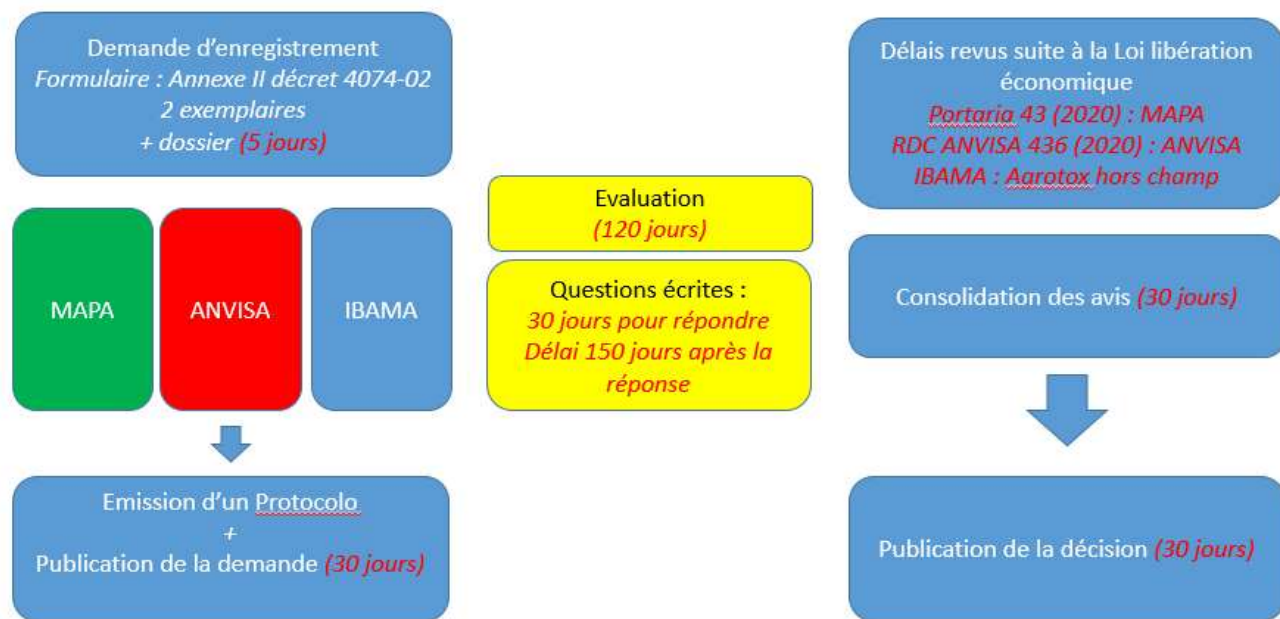 Demande d'enregistrement
Formulaire : Annexe II décret 4074-02
2 exemplaires
+ dossier (5 jours)
MAPA
ANVISA
IBAMA
Emission d'un Protocolo
+
Publication de la demande (30 jours)
Evaluation
(120 jours)
Questions écrites :
30 jours pour répondre
Délai 150 jours après la
réponse
Délais revus suite à la Loi libération
économique
Portaria 43 (2020) : MAPA
RDC ANVISA 436 (2020) : ANVISA
IBAMA : Agrotox hors champ
Consolidation des avis (30 jours)
Publication de la décision (30 jours)